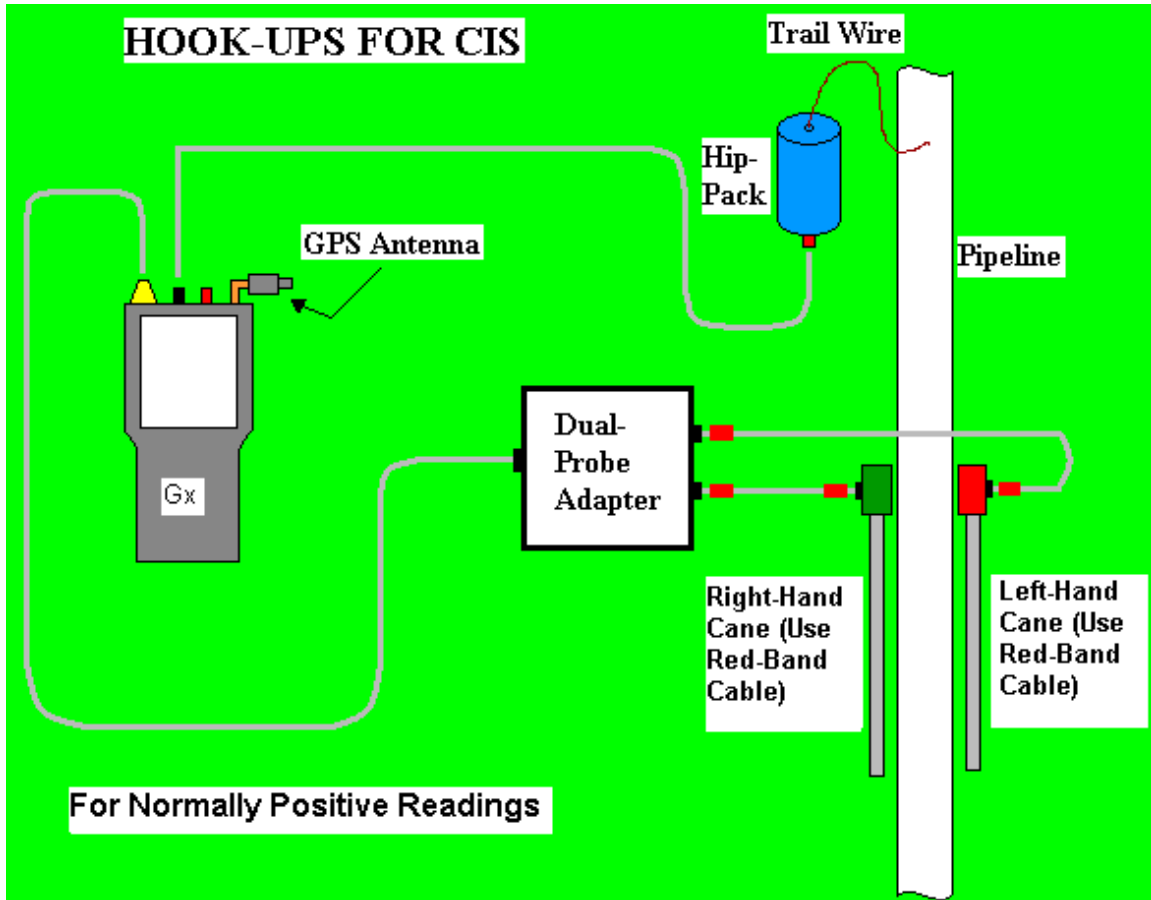 HOOK-UPS FOR CIS
Trail Wire
Hip-
Pack
GPS Antenna
Pipeline
Dual-
Probe
Adapter
Gx
Right-Hand
Cane (Use
Red-Band
Cable)
Left-Hand
Cane (Use
Red-Band
Cable)
For Normally Positive Readings